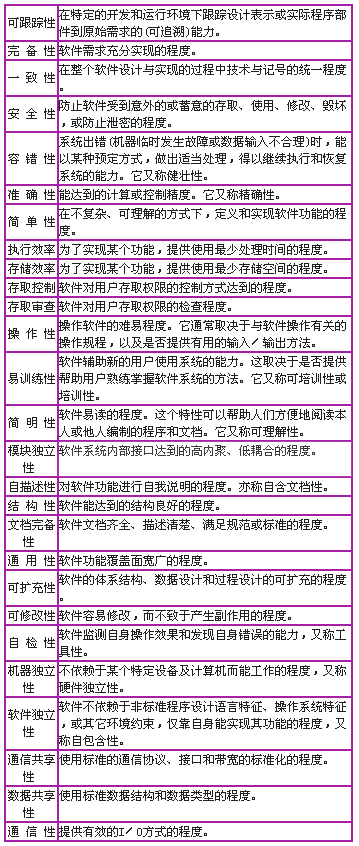 可跟踪性 在特定的开发和运行环境下跟踪设计表示或实际程序部
件到原始需求的(可追溯)能力。
完 备 性 软件需求充分实现的程度。
一 致 性 在整个软件设计与实现的过程中技术与记号的统一程度
。
安 全 性 防止软件受到意外的或蓄意的存取、使用、修改、毁坏
，或防止泄密的程度。
容 错 性 系统出错(机器临时发生故障或数据输入不合理)时，能
以某种预定方式，做出适当处理，得以继续执行和恢复
系统的能力。它又称健壮性。
准 确 性 能达到的计算或控制精度。它又称精确性。
简 单 性 在不复杂、可理解的方式下，定义和实现软件功能的程
度。
执行效率 为了实现某个功能，提供使用最少处理时间的程度。
存储效率 为了实现某个功能，提供使用最少存储空间的程度。
存取控制 软件对用户存取权限的控制方式达到的程度。
存取审查 软件对用户存取权限的检查程度。
操 作 性 操作软件的难易程度。它通常取决于与软件操作有关的
操作规程，以及是否提供有用的输入/输出方法。
易训练性 软件辅助新的用户使用系统的能力。这取决于是否提供
帮助用户熟练掌握软件系统的方法。它又称可培训性或
培训性。
简 明 性 软件易读的程度。这个特性可以帮助人们方便地阅读本
人或他人编制的程序和文档。它又称可理解性。
模块独立
性 软件系统内部接口达到的高内聚、低耦合的程度。
自描述性 对软件功能进行自我说明的程度。亦称自含文档性。
结 构 性 软件能达到的结构良好的程度。
文档完备
性 软件文档齐全、描述清楚、满足规范或标准的程度。
通 用 性 软件功能覆盖面宽广的程度。
可扩充性 软件的体系结构、数据设计和过程设计的可扩充的程度
。
可修改性 软件容易修改，而不致于产生副作用的程度。
自 检 性 软件监测自身操作效果和发现自身错误的能力，又称工
具性。
机器独立
性 不依赖于某个特定设备及计算机而能工作的程度，又称
硬件独立性。
软件独立
性 软件不依赖于非标准程序设计语言特征、操作系统特征
，或其它环境约束，仅靠自身能实现其功能的程度，又
称自包含性。
通信共享
性 使用标准的通信协议、接口和带宽的标准化的程度。
数据共享
性 使用标准数据结构和数据类型的程度。
通 信 性 提供有效的I/O方式的程度。